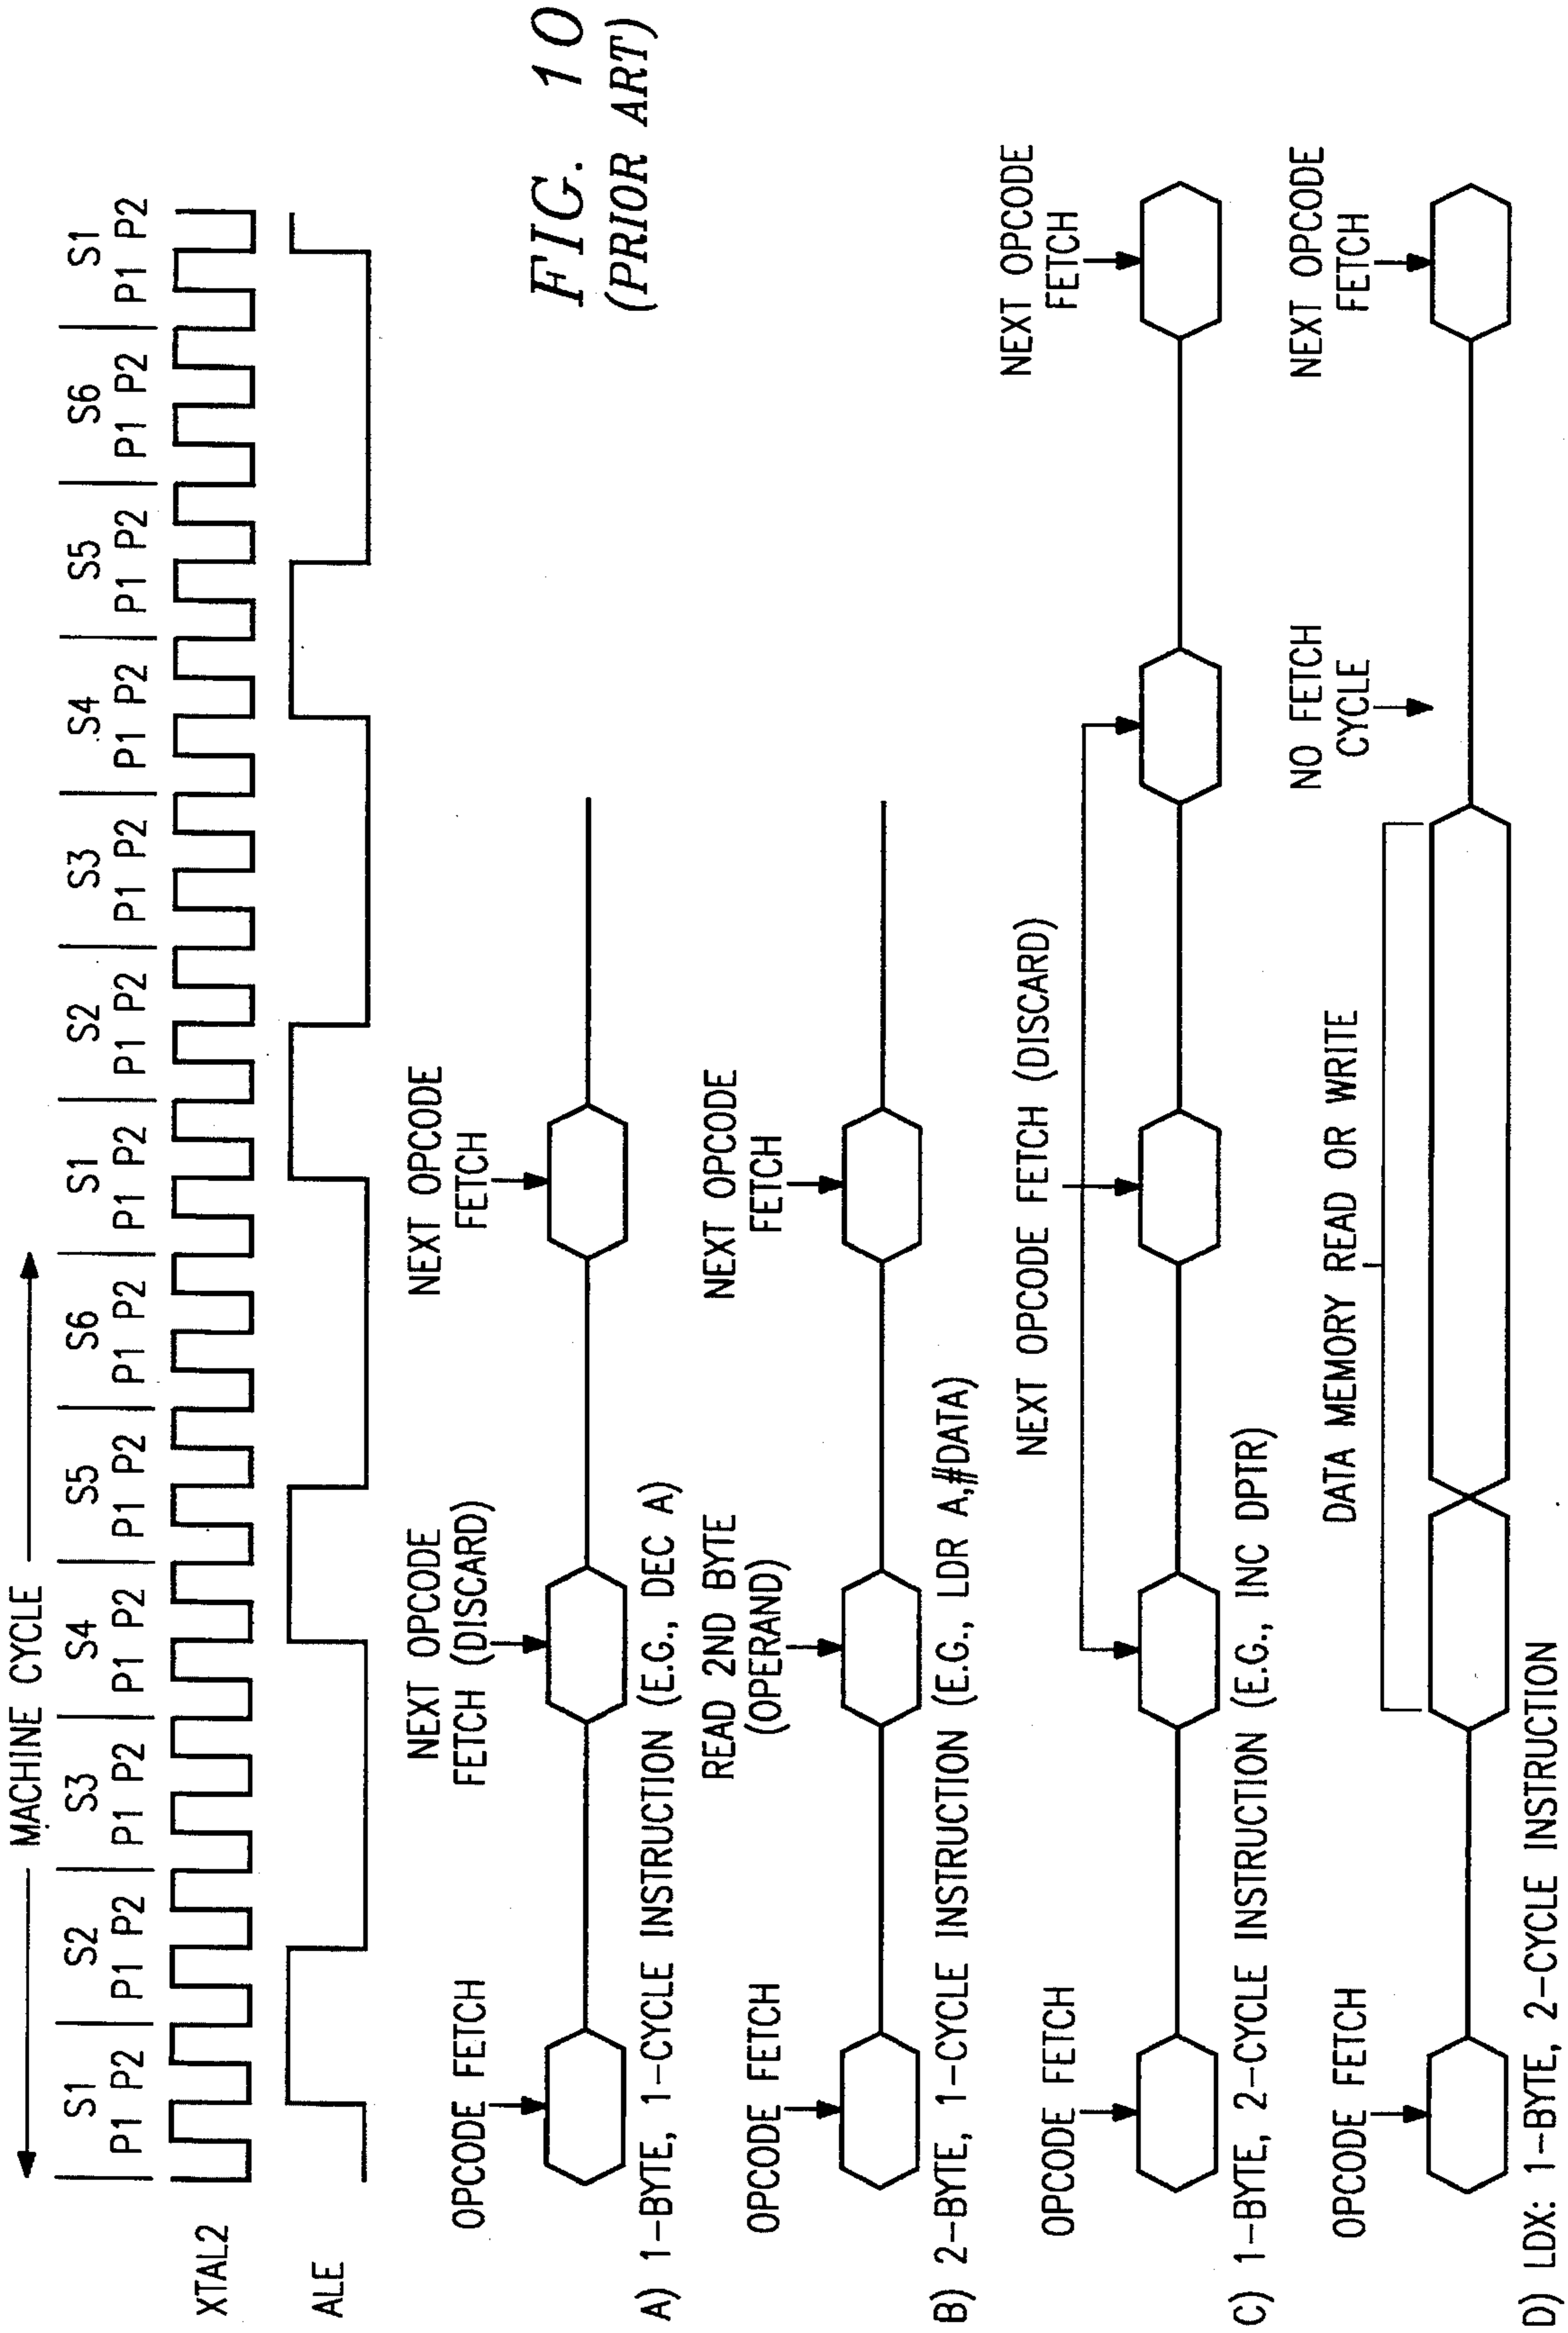 MACHINE CYCLE
S1 S2 S3 S4 S5 S6 S1 S2 S3 S4 S5 S6 S1
P1 P2 P1 P2 P1 P2 P1 P2 P1 P2 P1 P2 P1 P2 P1 P2 P1 P2 P1 P2 P1 P2 P1 P2 P1 P2
XTAL2
ALE
OPCODE FETCH
NEXT OPCODE
FETCH (DISCARD)
NEXT OPCODE
FETCH
A) 1-BYTE, 1-CYCLE INSTRUCTION (E.G., DEC A)
FIG. 10
(PRIOR ART)
OPCODE FETCH
READ 2ND BYTE
(OPERAND)
NEXT OPCODE
FETCH
B) 2-BYTE, 1-CYCLE INSTRUCTION (E.G., LDR A,#DATA)
OPCODE FETCH
NEXT OPCODE FETCH (DISCARD)
NEXT OPCODE
FETCH
C) 1-BYTE, 2-CYCLE INSTRUCTION (E.G., INC DPTR)
OPCODE FETCH
DATA MEMORY READ OR WRITE
NO FETCH
CYCLE
NEXT OPCODE
FETCH
D) LDX: 1-BYTE, 2-CYCLE INSTRUCTION